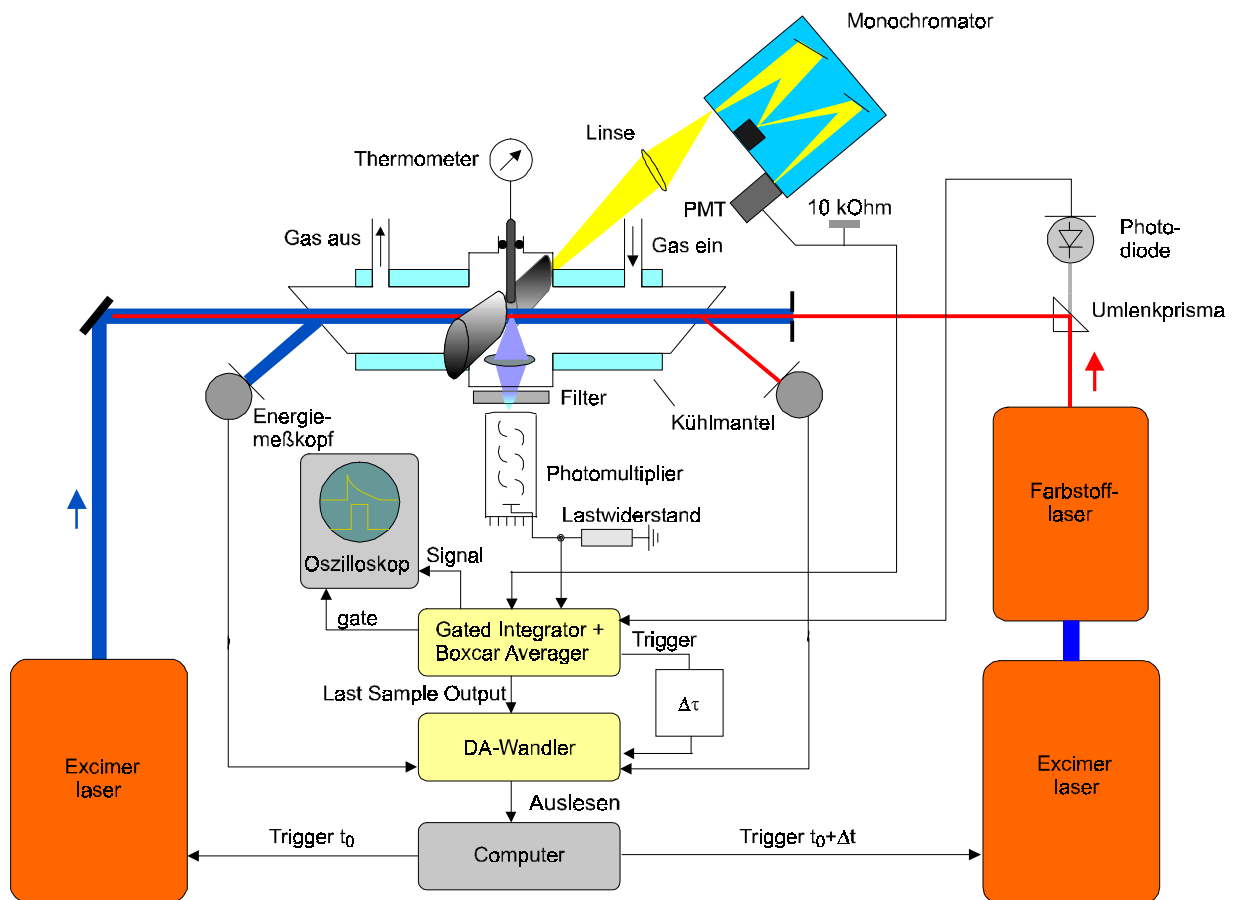 Monochromator
Linse
Thermometer
PMT
10 kOhm
Gas aus
Gas ein
Photo-
diode
Umlenkprisma
Filter
Kühlmantel
Energie-
meßkopf
Photomultiplier
Lastwiderstand
Farbstoff-
laser
Oszilloskop
Signal
gate
Gated Integrator +
Boxcar Averager
Trigger
Last Sample Output
Δτ
DA-Wandler
Excimer
laser
Excimer
laser
Auslesen
Trigger t₀
Computer
Trigger t₀+Δt